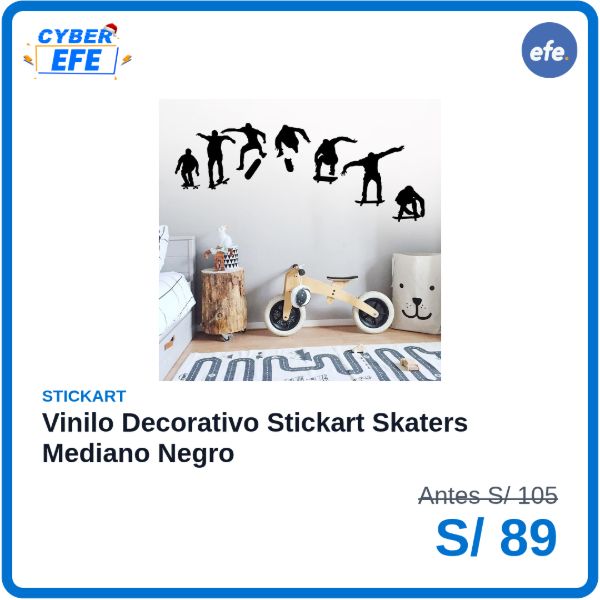 CYBER
EFE
efe.
STICKART
Vinilo Decorativo Stickart Skaters
Mediano Negro
Antes S/ 105
S/ 89